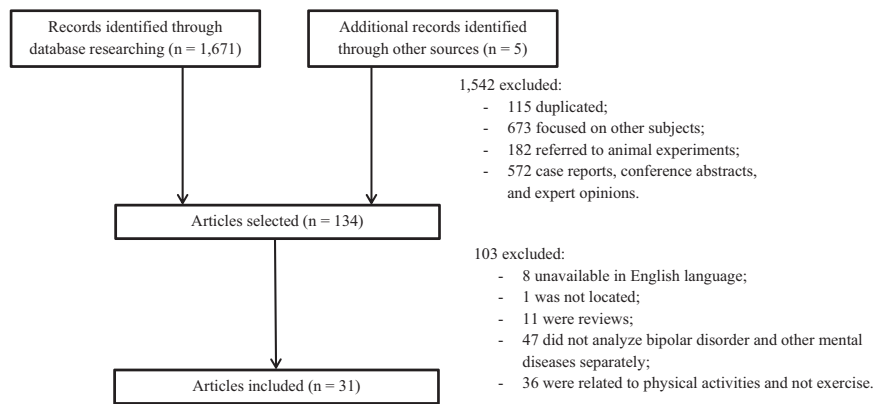 Records identified through
database researching (n = 1,671)
Additional records identified
through other sources (n = 5)
1,542 excluded:
- 115 duplicated;
- 673 focused on other subjects;
- 182 referred to animal experiments;
- 572 case reports, conference abstracts,
and expert opinions.
Articles selected (n = 134)
103 excluded:
- 8 unavailable in English language;
- 1 was not located;
- 11 were reviews;
- 47 did not analyze bipolar disorder and other mental
diseases separately;
- 36 were related to physical activities and not exercise.
Articles included (n = 31)